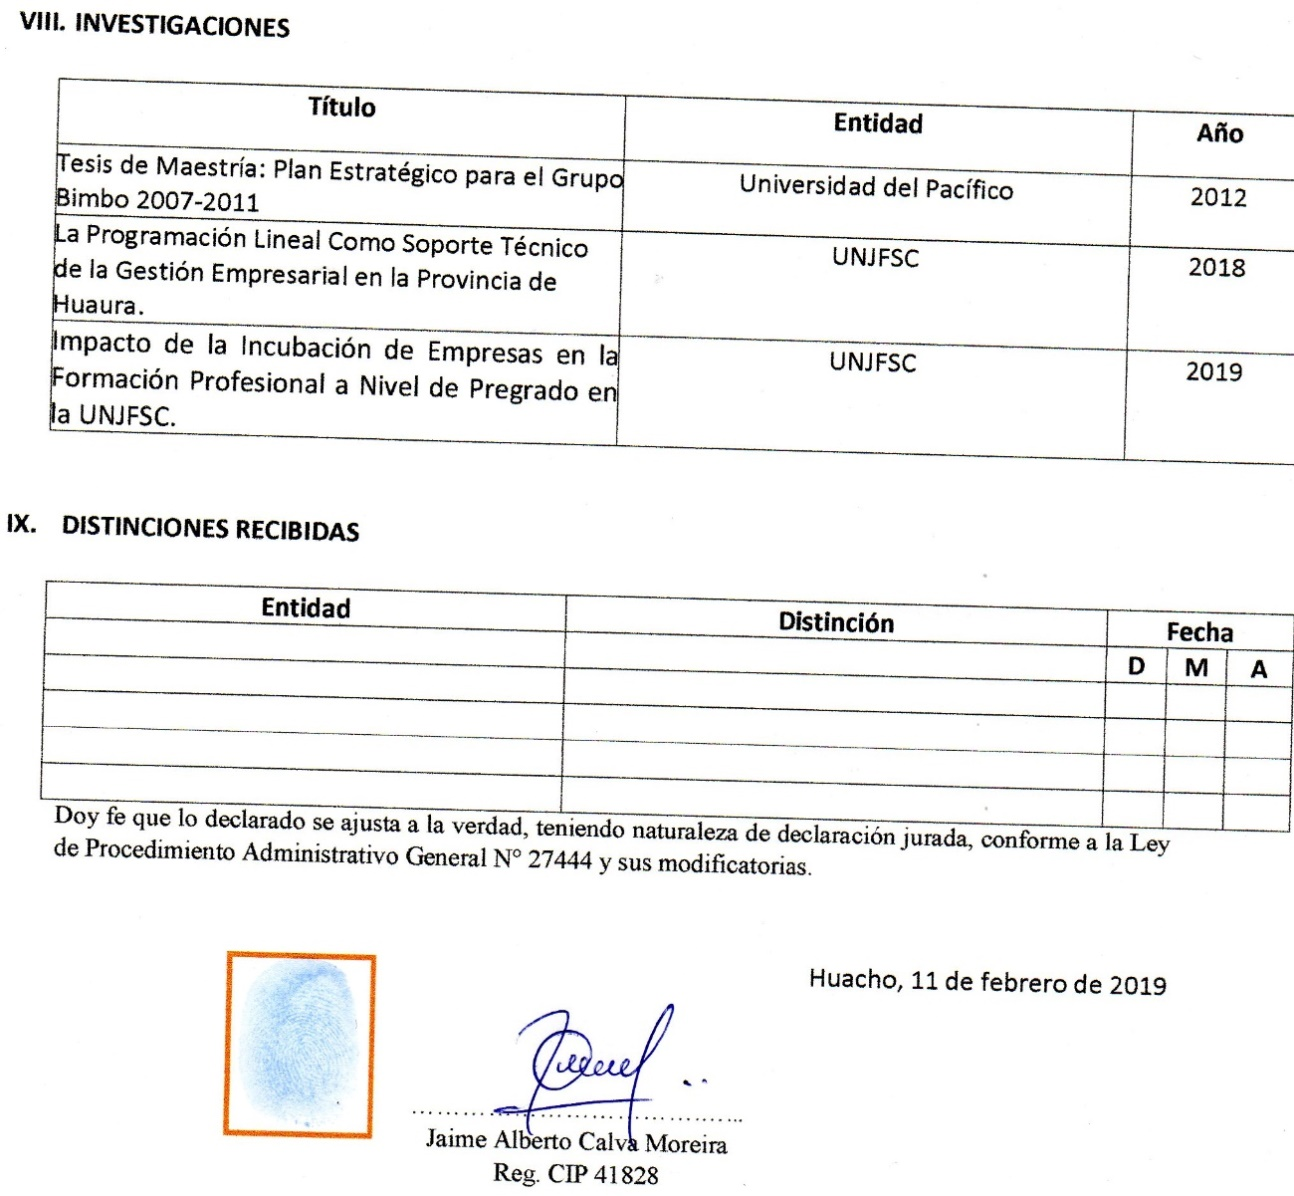 VIII. INVESTIGACIONES
Título
Entidad
Año
Tesis de Maestría: Plan Estratégico para el Grupo
Bimbo 2007-2011
Universidad del Pacífico
2012
La Programación Lineal Como Soporte Técnico
de la Gestión Empresarial en la Provincia de
Huaura.
UNJFSC
2018
Impacto de la Incubación de Empresas en la
Formación Profesional a Nivel de Pregrado en
la UNJFSC.
UNJFSC
2019
IX. DISTINCIONES RECIBIDAS
Entidad
Distinción
Fecha
D M A
Doy fe que lo declarado se ajusta a la verdad, teniendo naturaleza de declaración jurada, conforme a la Ley
de Procedimiento Administrativo General N° 27444 y sus modificatorias.
Huacho, 11 de febrero de 2019
Jaime Alberto Calva Moreira
Reg. CIP 41828